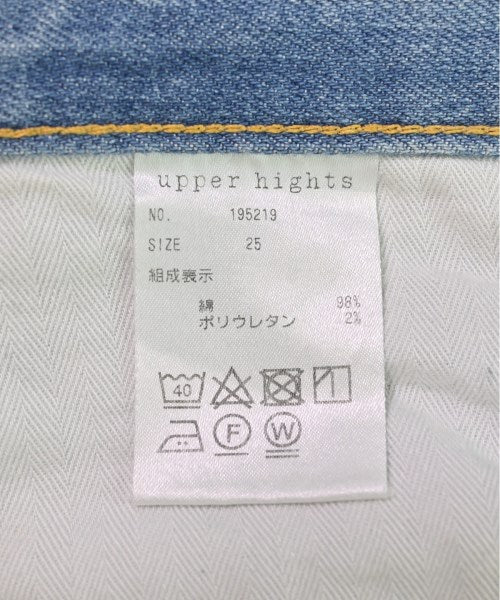 upper hights
NO. 195219
SIZE 25
組成表示
綿 98%
ポリウレタン 2%
40
F W